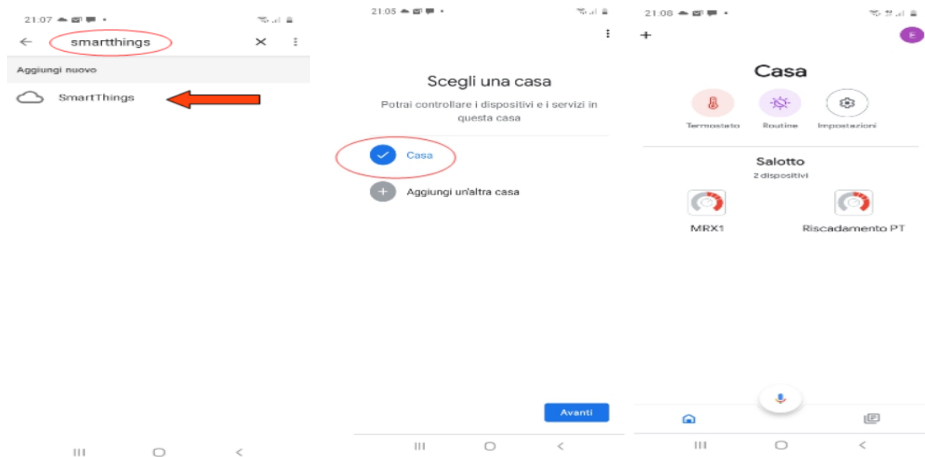 21:07
smartthings
Aggiungi nuovo
SmartThings
21:05
Scegli una casa
Potrai controllare i dispositivi e i servizi in
questa casa
Casa
Aggiungi un'altra casa
Avanti
21:08
E
Casa
Termostato
Routine
Impostazioni
Salotto
2 dispositivi
MRX1
Riscadamento PT